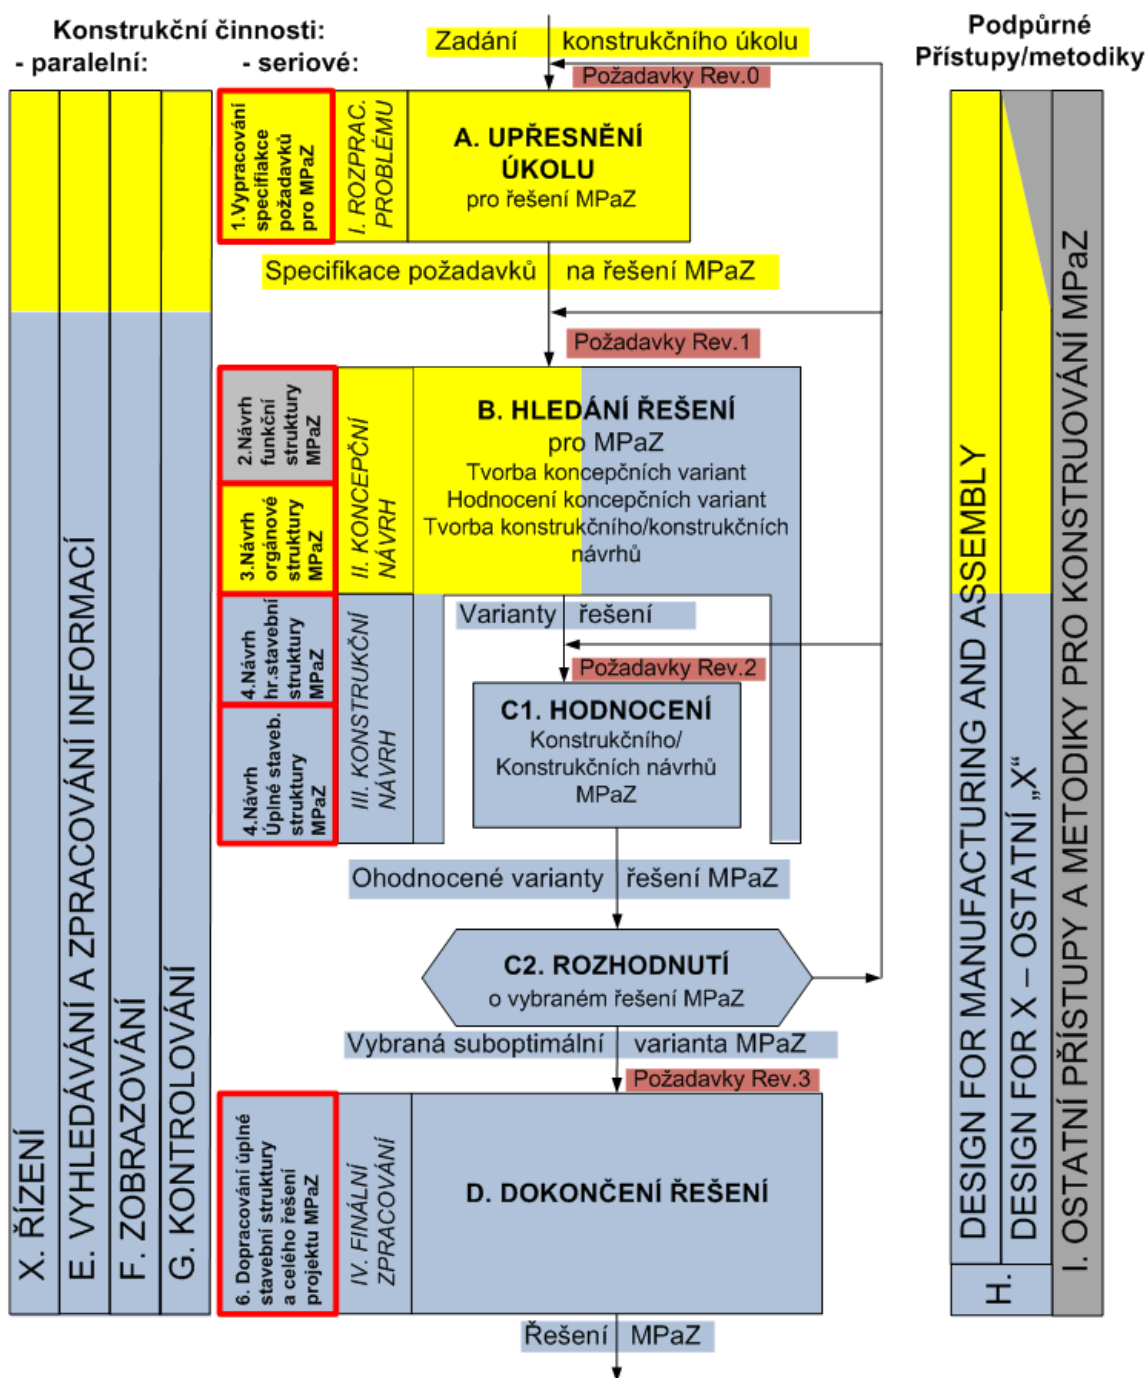 Konstrukční činnosti:
- paralelní:
- seriové:
Zadání konstrukčního úkolu
Podpůrné
Přístupy/metodiky
Požadavky Rev.0
1.Vypracování
specifiakce
požadavků
pro MPaZ
I. ROZPRAC.
PROBLÉMU
A. UPŘESNĚNÍ
ÚKOLU
pro řešení MPaZ
Specifikace požadavků na řešení MPaZ
Požadavky Rev.1
2.Návrh
funkční
struktury
MPaZ
3.Návrh
orgánové
struktury
MPaZ
II. KONCEPČNÍ
NÁVRH
B. HLEDÁNÍ ŘEŠENÍ
pro MPaZ
Tvorba koncepčních variant
Hodnocení koncepčních variant
Tvorba konstrukčního/konstrukčních
návrhů
4.Návrh
hr.stavební
struktury
MPaZ
4.Návrh
Úplné staveb.
struktury
MPaZ
III. KONSTRUKČNÍ
NÁVRH
Varianty řešení
Požadavky Rev.2
C1. HODNOCENÍ
Konstrukčního/
Konstrukčních návrhů
MPaZ
Ohodnocené varianty řešení MPaZ
C2. ROZHODNUTÍ
o vybraném řešení MPaZ
Vybraná suboptimální varianta MPaZ
Požadavky Rev.3
6. Dopracování úplné
stavební struktury
a celého řešení
projektu MPaZ
IV. FINÁLNÍ
ZPRACOVÁNÍ
D. DOKONČENÍ ŘEŠENÍ
Řešení MPaZ
X. ŘÍZENÍ
E. VYHLEDÁVÁNÍ A ZPRACOVÁNÍ INFORMACÍ
F. ZOBRAZOVÁNÍ
G. KONTROLOVÁNÍ
H.
DESIGN FOR MANUFACTURING AND ASSEMBLY
DESIGN FOR X – OSTATNÍ „X“
I. OSTATNÍ PŘÍSTUPY A METODIKY PRO KONSTRUOVÁNÍ MPaZ